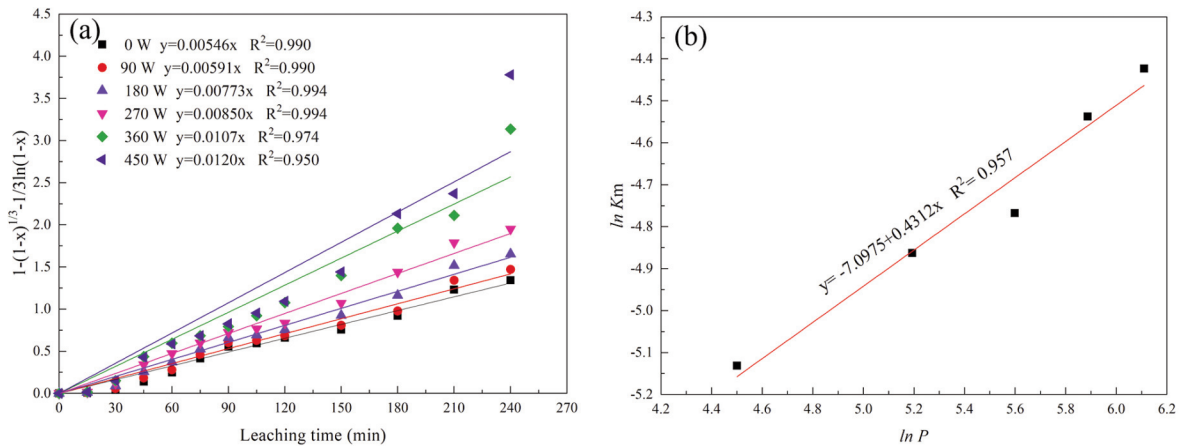 (a)
4.5
4.0
3.5
3.0
2.5
2.0
1.5
1.0
0.5
0.0
1-(1-x)^1/3-1/3ln(1-x)
0 W y=0.00546x R²=0.990
90 W y=0.00591x R²=0.990
180 W y=0.00773x R²=0.994
270 W y=0.00850x R²=0.994
360 W y=0.0107x R²=0.974
450 W y=0.0120x R²=0.950
0 30 60 90 120 150 180 210 240 270
Leaching time (min)
(b)
-4.3
-4.4
-4.5
-4.6
-4.7
-4.8
-4.9
-5.0
-5.1
-5.2
ln Km
y= -7.0975+0.4312x R²= 0.957
4.2 4.4 4.6 4.8 5.0 5.2 5.4 5.6 5.8 6.0 6.2
ln P